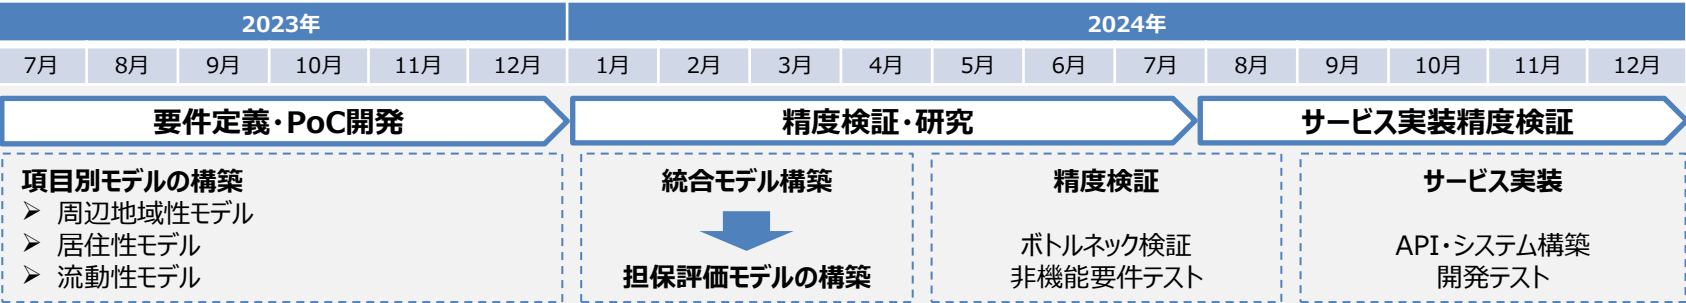 2023年 2024年
7月 8月 9月 10月 11月 12月 1月 2月 3月 4月 5月 6月 7月 8月 9月 10月 11月 12月
要件定義・PoC開発 精度検証・研究 サービス実装精度検証
項目別モデルの構築
➢ 周辺地域性モデル
➢ 居住性モデル
➢ 流動性モデル
統合モデル構築
担保評価モデルの構築
精度検証
ボトルネック検証
非機能要件テスト
サービス実装
API・システム構築
開発テスト